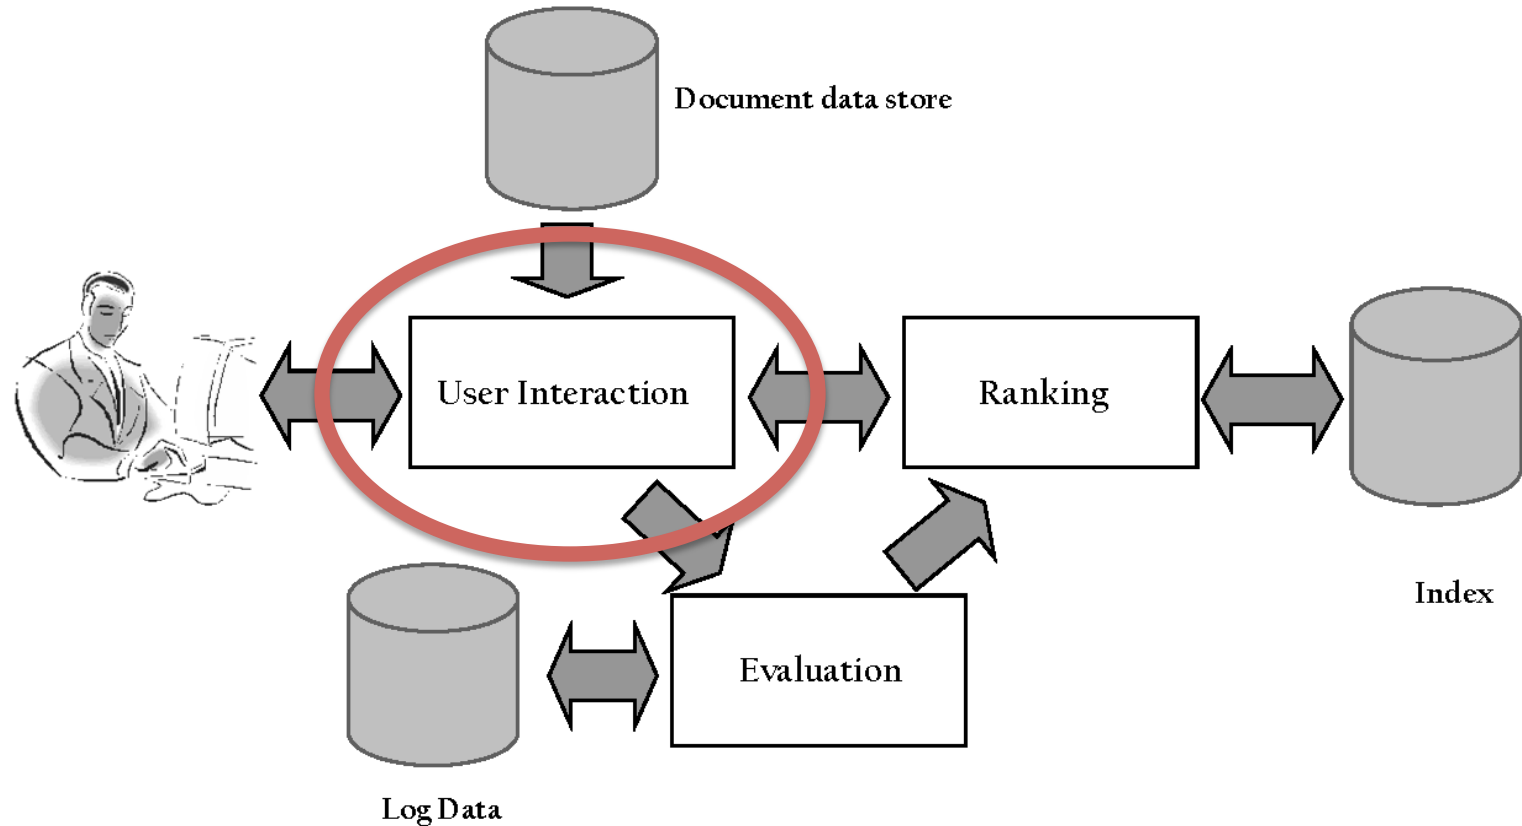 Document data store
User Interaction
Ranking
Index
Evaluation
Log Data